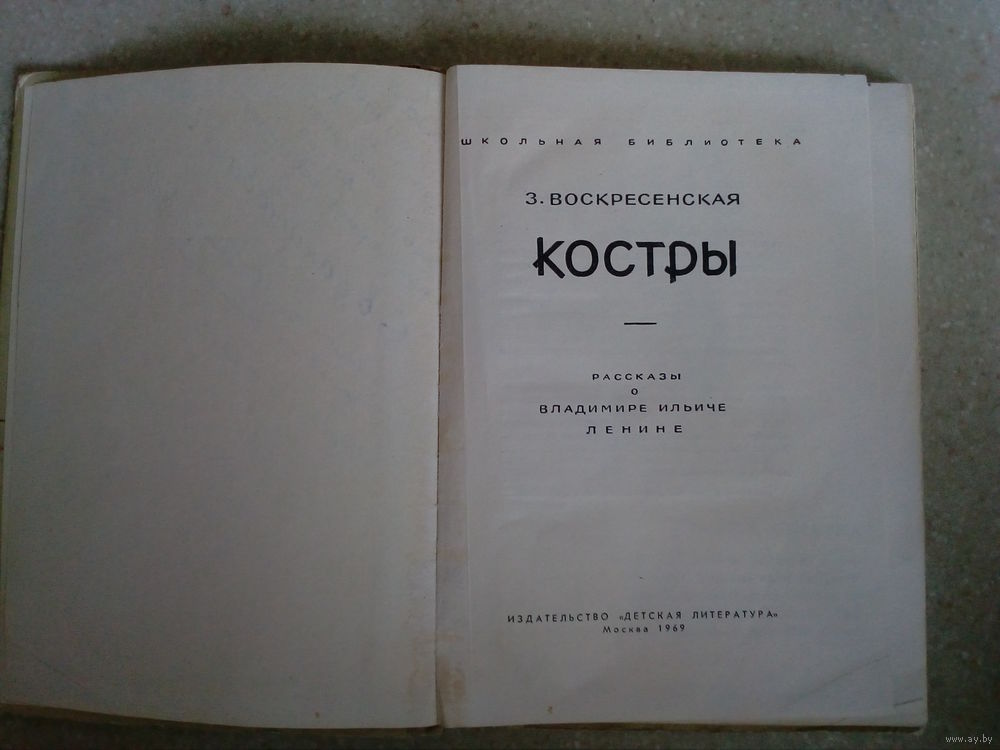 ШКОЛЬНАЯ БИБЛИОТЕКА
З. ВОСКРЕСЕНСКАЯ
КОСТРЫ
РАССКАЗЫ
О
ВЛАДИМИРЕ ИЛЬИЧЕ
ЛЕНИНЕ
ИЗДАТЕЛЬСТВО «ДЕТСКАЯ ЛИТЕРАТУРА»
Москва 1969
www.ay.by